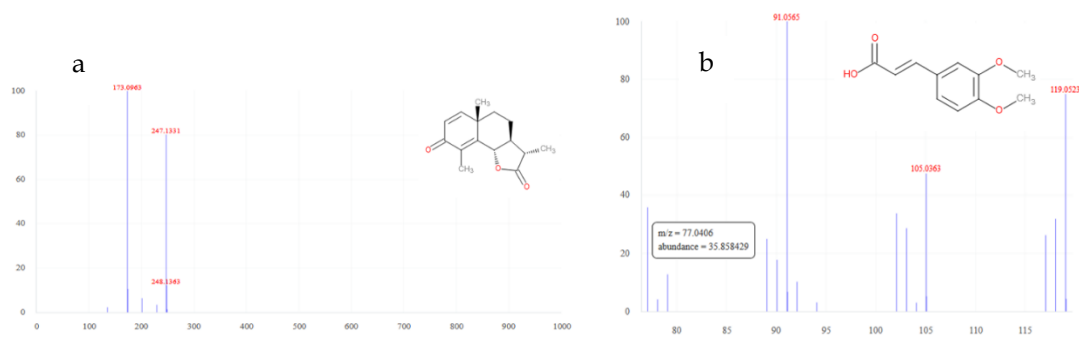 a
173.0963
247.1331
248.1363
100
80
60
40
20
0
0 100 200 300 400 500 600 700 800 900 1000
CH₃
O
CH₃
O
O
CH₃
b
91.0565
119.0521
105.0363
m/z = 77.0406
abundance = 35.858429
100
80
60
40
20
0
80 85 90 95 100 105 110 115
O
HO
O
CH₃
O
CH₃